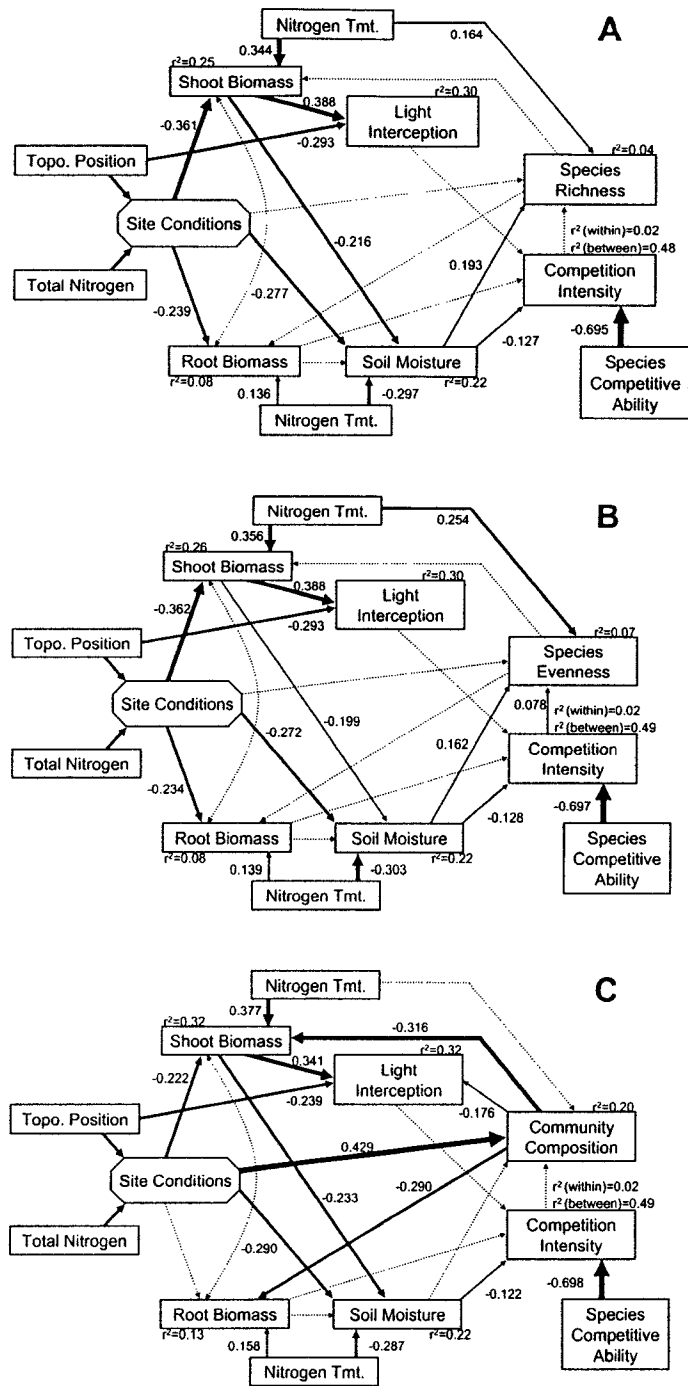 A
Nitrogen Tmt.
0.344
0.164
r²=0.25
Shoot Biomass
0.388
r²=0.30
Light
Interception
-0.361
-0.293
Topo. Position
r²=0.04
Species
Richness
Site Conditions
-0.216
r² (within)=0.02
r² (between)=0.48
Total Nitrogen
-0.239
-0.277
0.193
Competition
Intensity
-0.127
Root Biomass
Soil Moisture
-0.695
r²=0.08
r²=0.22
0.136
-0.297
Species
Competitive
Ability
Nitrogen Tmt.
B
Nitrogen Tmt.
0.356
0.254
r²=0.26
Shoot Biomass
0.388
r²=0.30
Light
Interception
-0.362
-0.293
Topo. Position
r²=0.07
Species
Evenness
Site Conditions
-0.199
0.078
r² (within)=0.02
r² (between)=0.49
Total Nitrogen
-0.234
-0.272
0.162
Competition
Intensity
-0.128
Root Biomass
Soil Moisture
-0.697
r²=0.08
r²=0.22
0.139
-0.303
Species
Competitive
Ability
Nitrogen Tmt.
C
Nitrogen Tmt.
0.377
-0.316
r²=0.32
Shoot Biomass
0.341
r²=0.32
Light
Interception
-0.222
-0.239
-0.176
Topo. Position
r²=0.20
Community
Composition
0.429
Site Conditions
-0.233
-0.290
r² (within)=0.02
r² (between)=0.49
Total Nitrogen
-0.290
Competition
Intensity
-0.122
Root Biomass
Soil Moisture
-0.698
r²=0.13
r²=0.22
0.158
-0.287
Species
Competitive
Ability
Nitrogen Tmt.